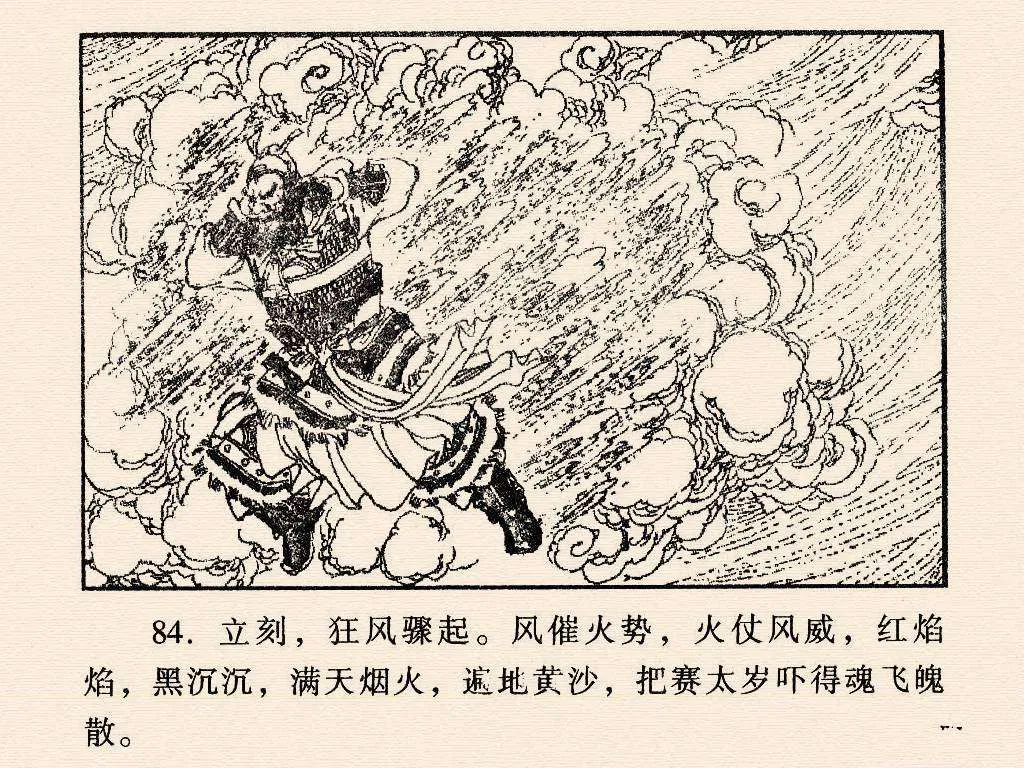 84. 立刻，狂风骤起。风催火势，火仗风威，红焰
焰，黑沉沉，满天烟火，遍地黄沙，把赛太岁吓得魂飞魄
散。